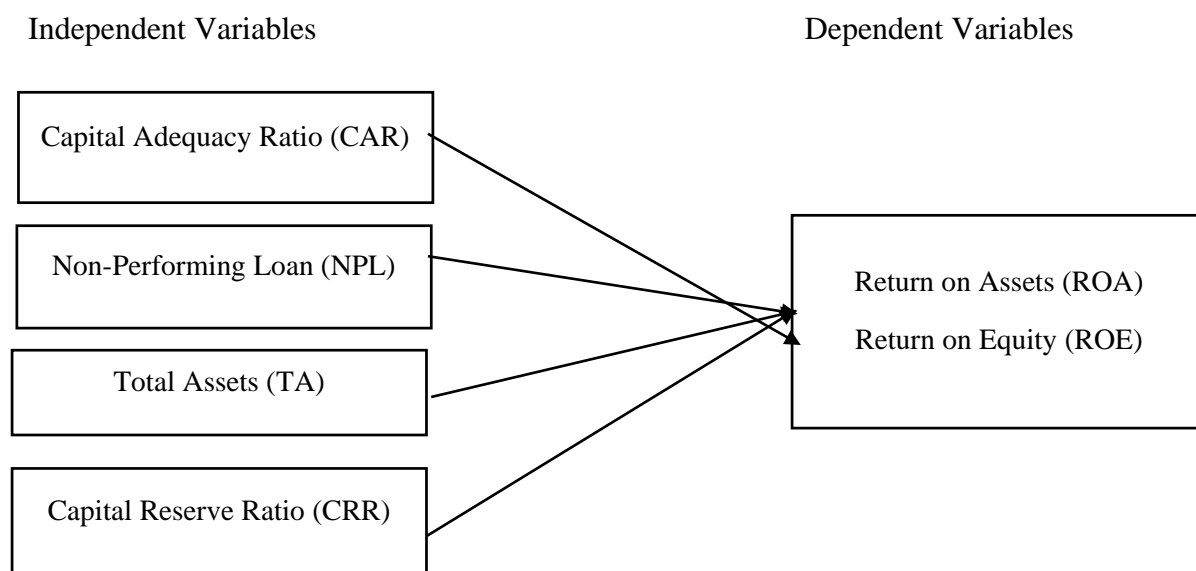 Independent Variables
Dependent Variables
Capital Adequacy Ratio (CAR)
Non-Performing Loan (NPL)
Total Assets (TA)
Capital Reserve Ratio (CRR)
Return on Assets (ROA)
Return on Equity (ROE)